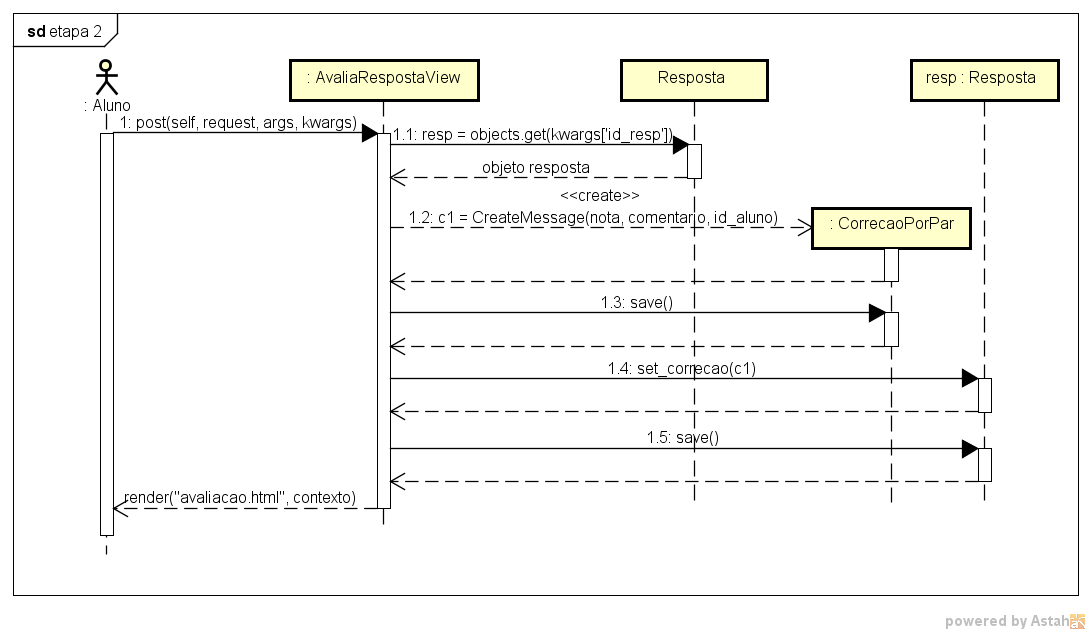 sd etapa 2
: AvaliaRespostaView
Resposta
resp : Resposta
: Aluno
1: post(self, request, args, kwargs)
1.1: resp = objects.get(kwargs['id_resp'])
objeto resposta
<<create>>
1.2: c1 = CreateMessage(nota, comentario, id_aluno)
: CorrecaoPorPar
1.3: save()
1.4: set_correcao(c1)
1.5: save()
render("avaliacao.html", contexto)
powered by Astah